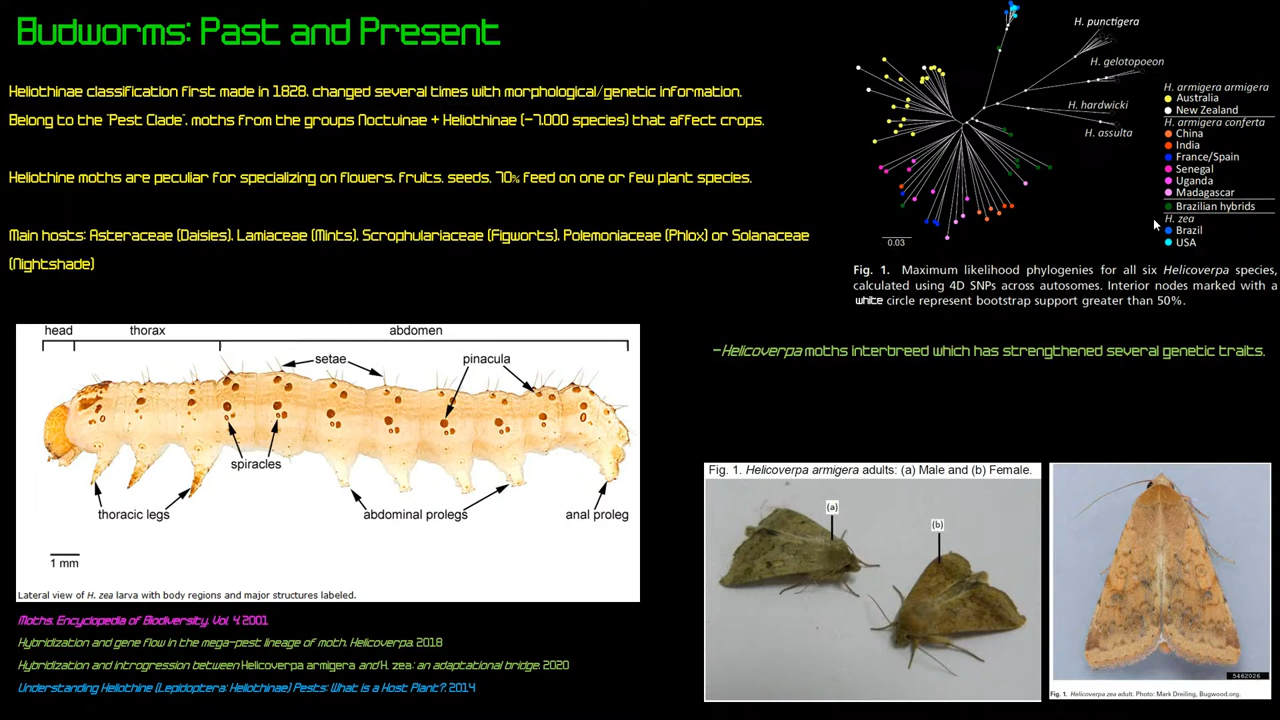 Budworms: Past and Present
Heliothinae classification first made in 1828, changed several times with morphological/genetic information.
Belong to the 'Pest Clade', moths from the groups Noctuinae + Heliothinae (~7,000 species) that affect crops.
Heliothine moths are peculiar for specializing on flowers, fruits, seeds. 70% feed on one or few plant species.
Main hosts: Asteraceae (Daisies), Lamiaceae (Mints), Scrophulariaceae (Figworts), Polemoniaceae (Phlox) or Solanaceae
(Nightshade)
H. punctigera
H. gelotopoeon
H. hardwicki
H. assulta
0.03
H. armigera armigera
Australia
New Zealand
H. armigera conferta
China
India
France/Spain
Senegal
Uganda
Madagascar
Brazilian hybrids
H. zea
Brazil
USA
Fig. 1. Maximum likelihood phylogenies for all six Helicoverpa species,
calculated using 4D SNPs across autosomes. Interior nodes marked with a
white circle represent bootstrap support greater than 50%.
-Helicoverpa moths interbreed which has strengthened several genetic traits.
head thorax abdomen
setae pinacula
spiracles
thoracic legs abdominal prolegs anal proleg
1 mm
Lateral view of H. zea larva with body regions and major structures labeled.
Fig. 1. Helicoverpa armigera adults: (a) Male and (b) Female.
(a)
(b)
5462026
Fig. 1. Helicoverpa zea adult. Photo: Mark Dreiling, Bugwood.org.
Moths, Encyclopedia of Biodiversity, Vol 4, 2001
Hybridization and gene flow in the mega-pest lineage of moth, Helicoverpa. 2018
Hybridization and introgression between Helicoverpa armigera and H. zea: an adaptational bridge. 2020
Understanding Heliothine (Lepidoptera: Heliothinae) Pests: What is a Host Plant?. 2014